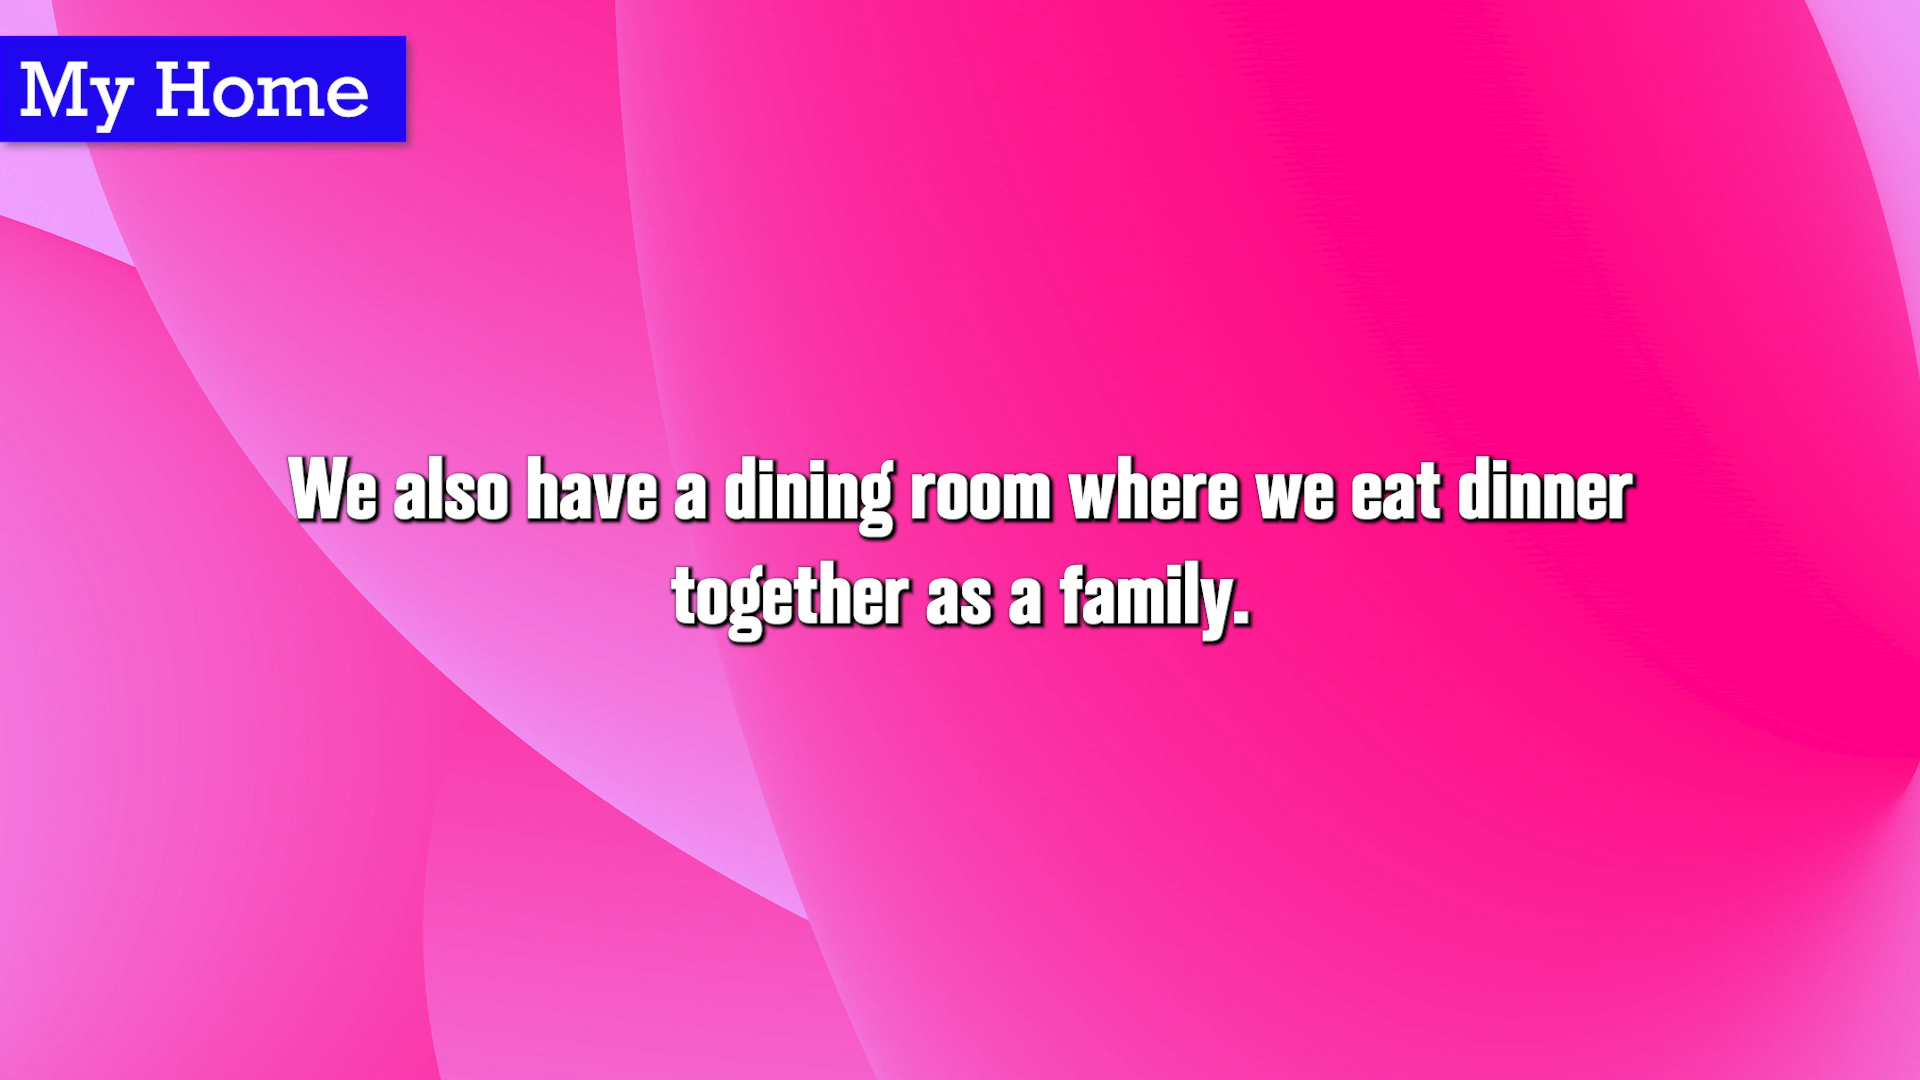 My Home
We also have a dining room where we eat dinner
together as a family.